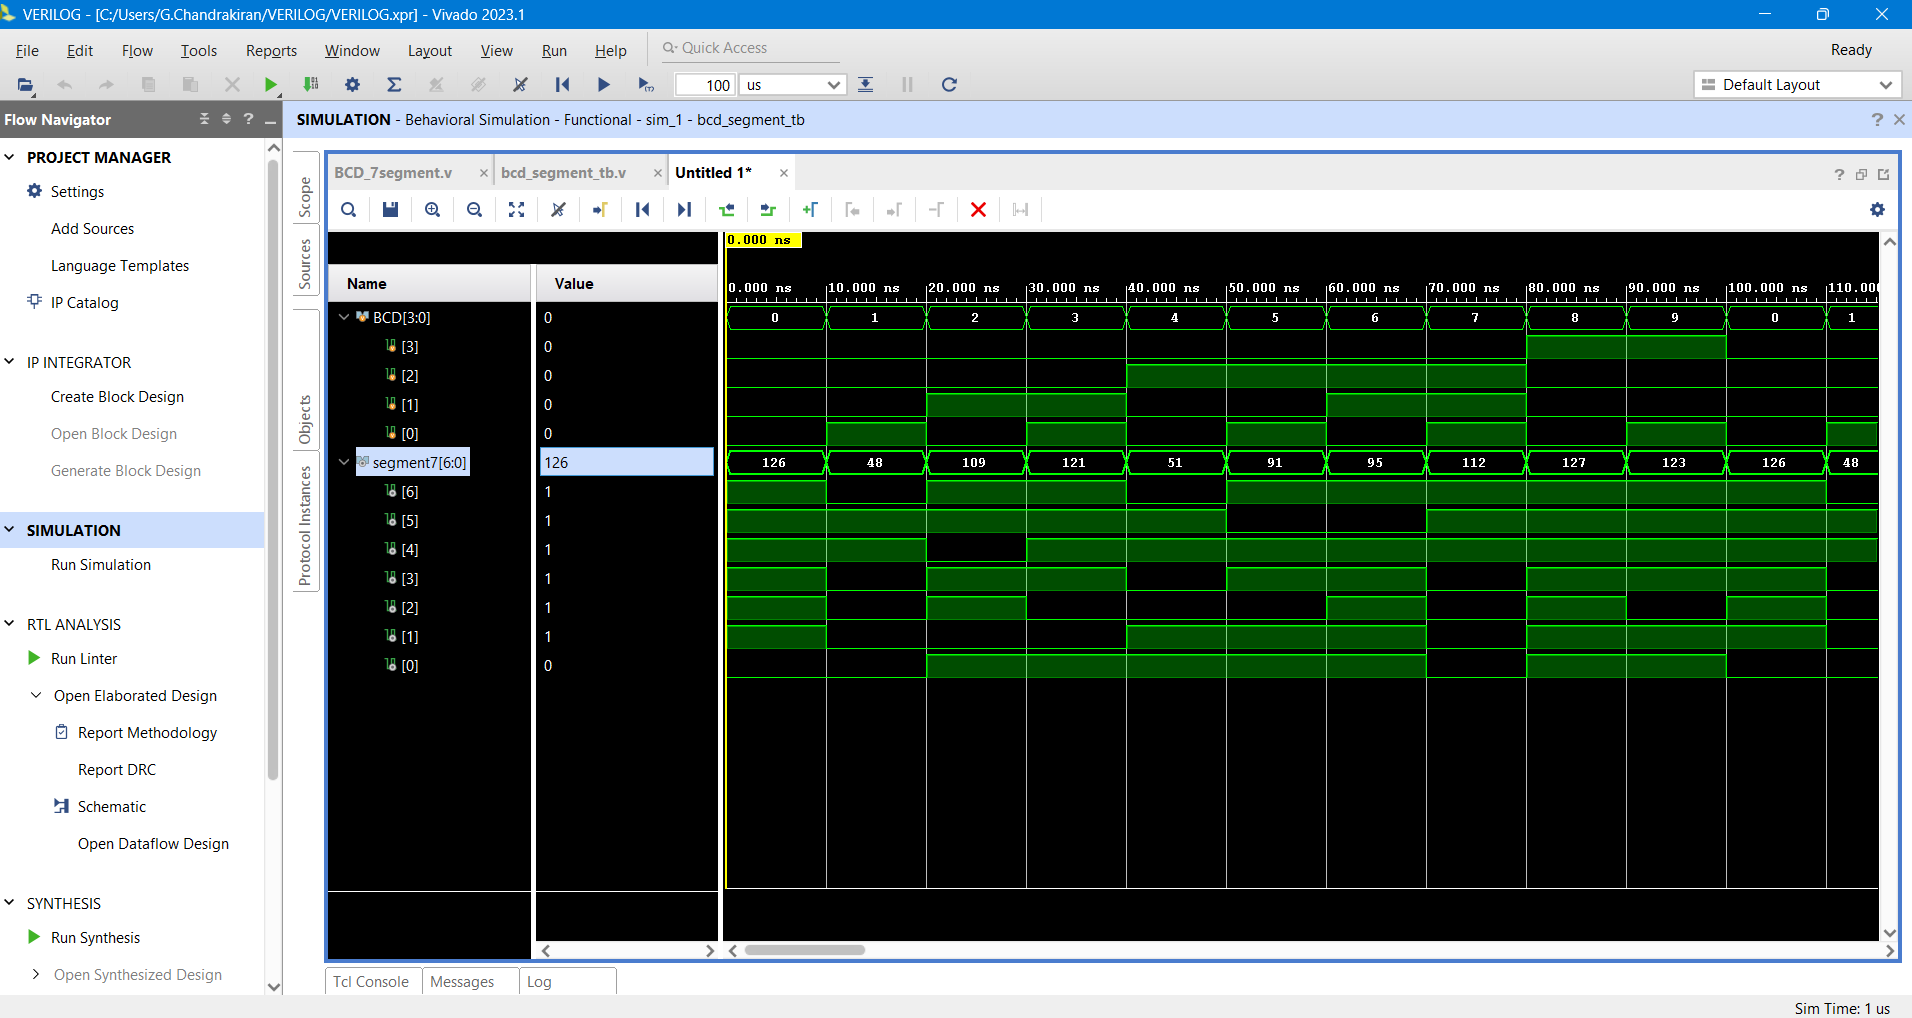 VERILOG - [C:/Users/G.Chandrakiran/VERILOG/VERILOG.xpr] - Vivado 2023.1
File Edit Flow Tools Reports Window Layout View Run Help Quick Access Ready
100 us Default Layout
Flow Navigator
SIMULATION - Behavioral Simulation - Functional - sim_1 - bcd_segment_tb
PROJECT MANAGER
Settings
Add Sources
Language Templates
IP Catalog
IP INTEGRATOR
Create Block Design
Open Block Design
Generate Block Design
SIMULATION
Run Simulation
RTL ANALYSIS
Run Linter
Open Elaborated Design
Report Methodology
Report DRC
Schematic
Open Dataflow Design
SYNTHESIS
Run Synthesis
Open Synthesized Design
Scope
Sources
Objects
Protocol Instances
BCD_7segment.v bcd_segment_tb.v Untitled 1*
0.000 ns
Name Value
0.000 ns 10.000 ns 20.000 ns 30.000 ns 40.000 ns 50.000 ns 60.000 ns 70.000 ns 80.000 ns 90.000 ns 100.000 ns 110.000
BCD[3:0] 0 0 1 2 3 4 5 6 7 8 9 0 1
[3] 0
[2] 0
[1] 0
[0] 0
segment7[6:0] 126 126 48 109 121 51 91 95 112 127 123 126 48
[6] 1
[5] 1
[4] 1
[3] 1
[2] 1
[1] 1
[0] 0
Tcl Console Messages Log
Sim Time: 1 us